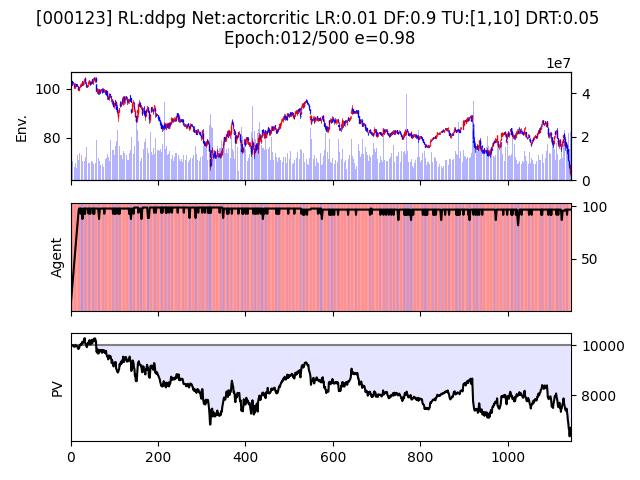 [000123] RL:ddpg Net:actorcritic LR:0.01 DF:0.9 TU:[1,10] DRT:0.05
Epoch:012/500 e=0.98
1e7
100
80
Env.
4
2
0
Agent
100
50
PV
10000
8000
0
200
400
600
800
1000